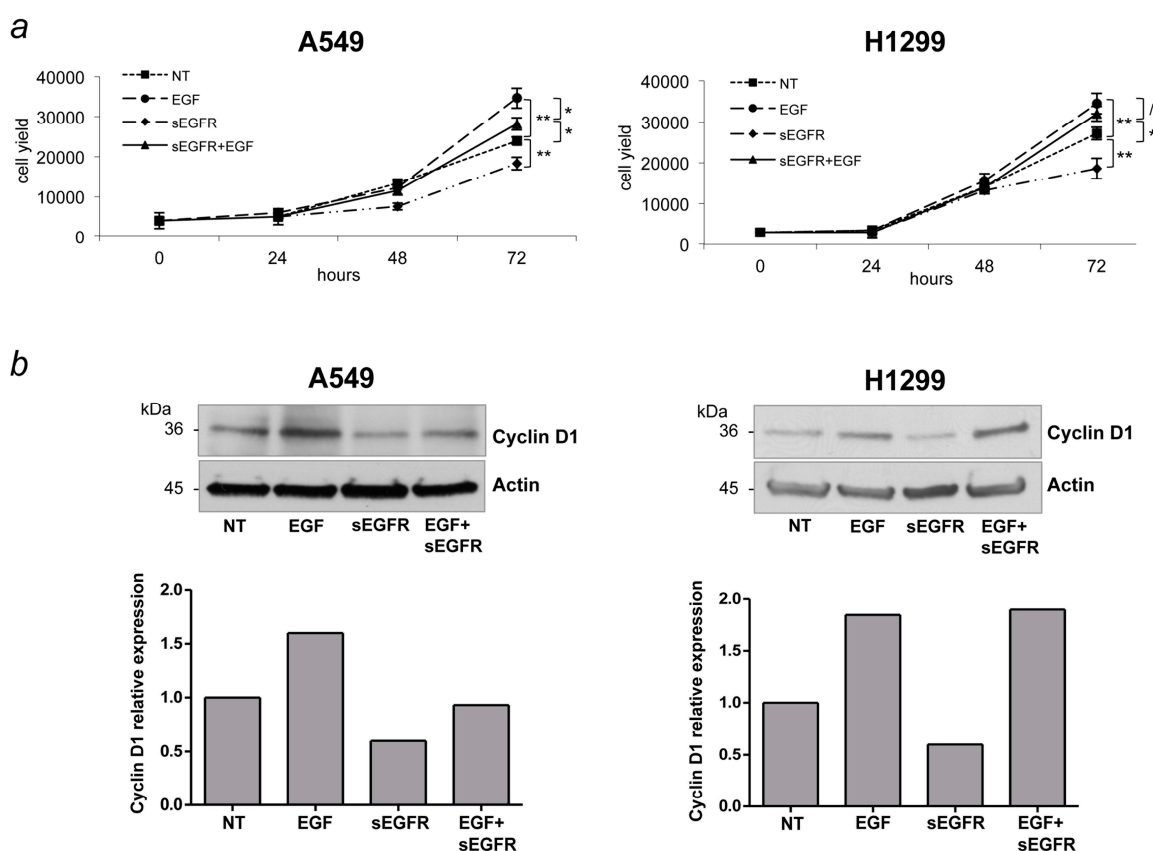 a
A549
40000
30000
20000
10000
0
cell yield
NT
EGF
sEGFR
sEGFR+EGF
**
*
*
**
0 24 48 72
hours
H1299
40000
30000
20000
10000
0
cell yield
NT
EGF
sEGFR
sEGFR+EGF
**
/
*
**
0 24 48 72
hours
b
A549
kDa
36 - Cyclin D1
45 - Actin
NT EGF sEGFR EGF+
sEGFR
Cyclin D1 relative expression
2.0
1.5
1.0
0.5
0.0
NT EGF sEGFR EGF+
sEGFR
H1299
kDa
36 - Cyclin D1
45 - Actin
NT EGF sEGFR EGF+
sEGFR
Cyclin D1 relative expression
2.0
1.5
1.0
0.5
0.0
NT EGF sEGFR EGF+
sEGFR